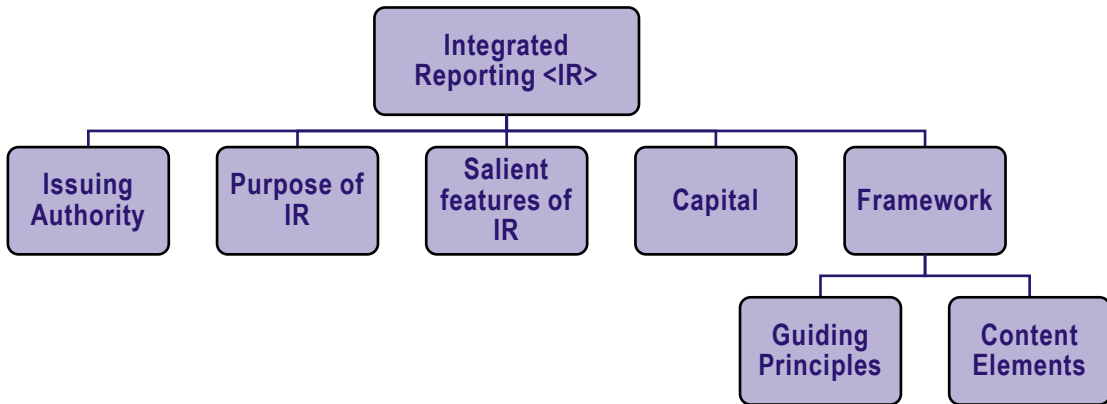 Integrated
Reporting <IR>
Issuing
Authority
Purpose of
IR
Salient
features of
IR
Capital
Framework
Guiding
Principles
Content
Elements